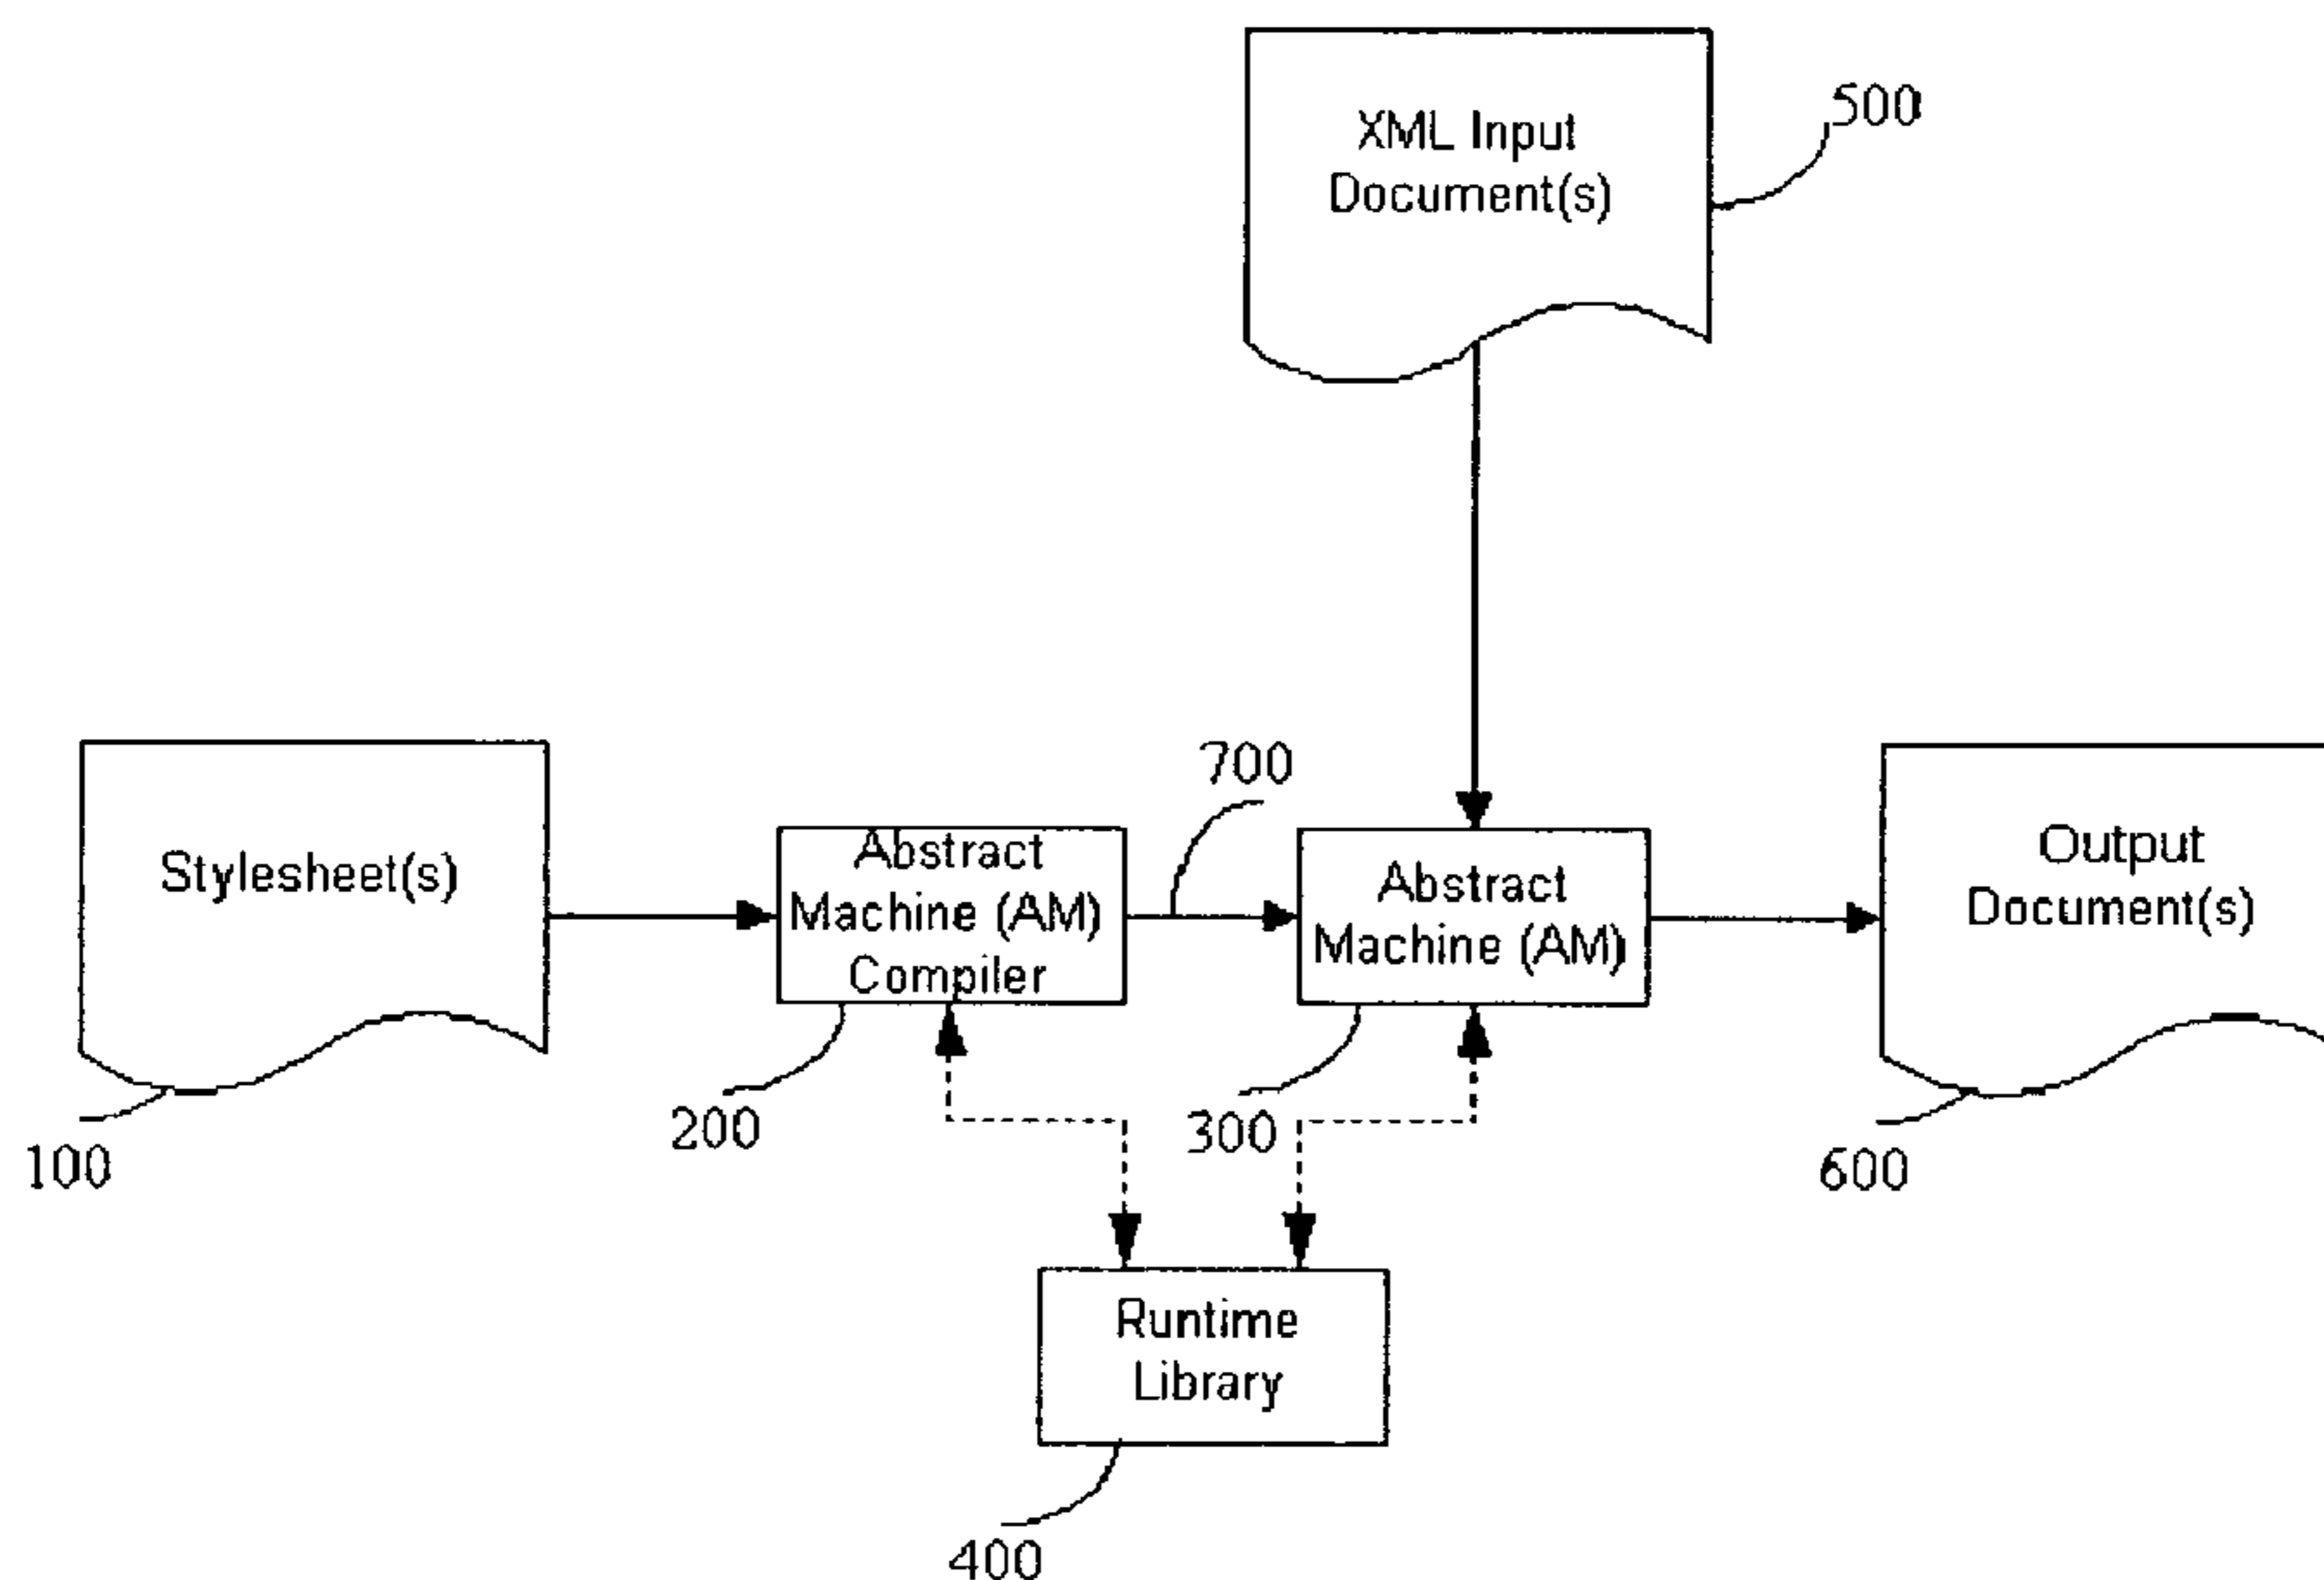 XML Input
Document(s)
500
700
Stylesheet(s)
Abstract
Machine (AM)
Compiler
Abstract
Machine (AM)
Output
Document(s)
100
200
300
600
Runtime
Library
400